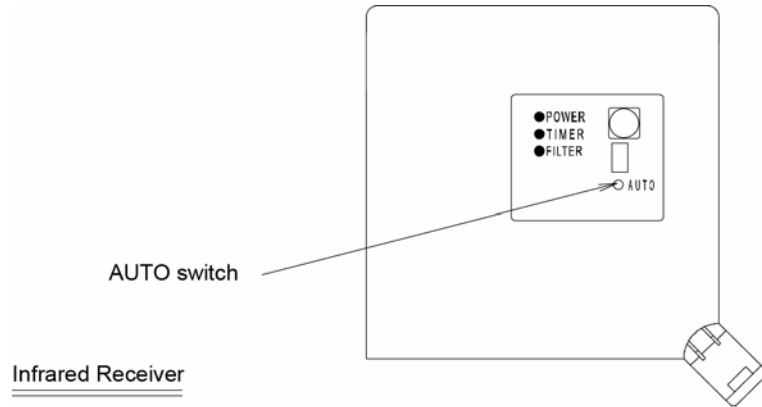 POWER
TIMER
FILTER
AUTO
AUTO switch
Infrared Receiver